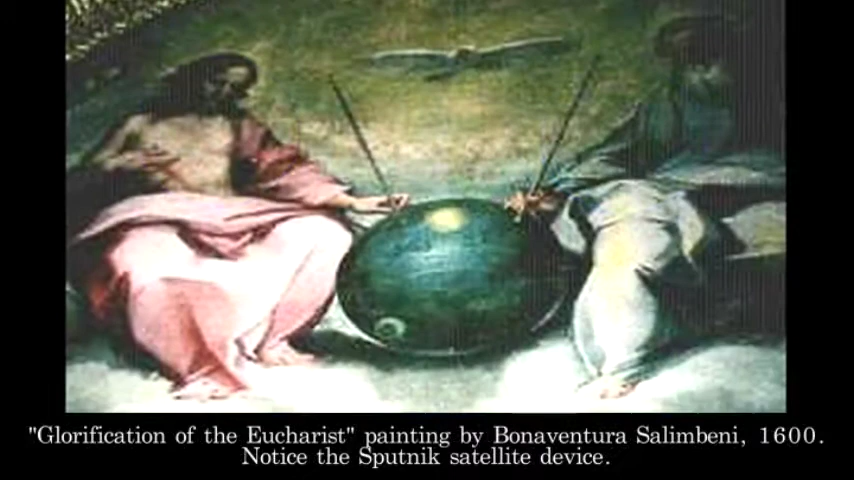 "Glorification of the Eucharist" painting by Bonaventura Salimbeni, 1600.
Notice the Sputnik satellite device.